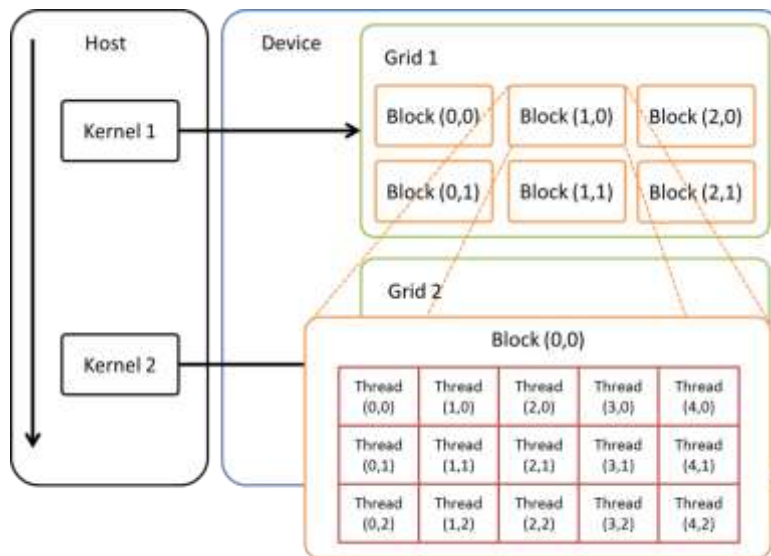 Host
Device
Grid 1
Kernel 1
Block (0,0)
Block (1,0)
Block (2,0)
Block (0,1)
Block (1,1)
Block (2,1)
Grid 2
Kernel 2
Block (0,0)
Thread
(0,0)
Thread
(1,0)
Thread
(2,0)
Thread
(3,0)
Thread
(4,0)
Thread
(0,1)
Thread
(1,1)
Thread
(2,1)
Thread
(3,1)
Thread
(4,1)
Thread
(0,2)
Thread
(1,2)
Thread
(2,2)
Thread
(3,2)
Thread
(4,2)